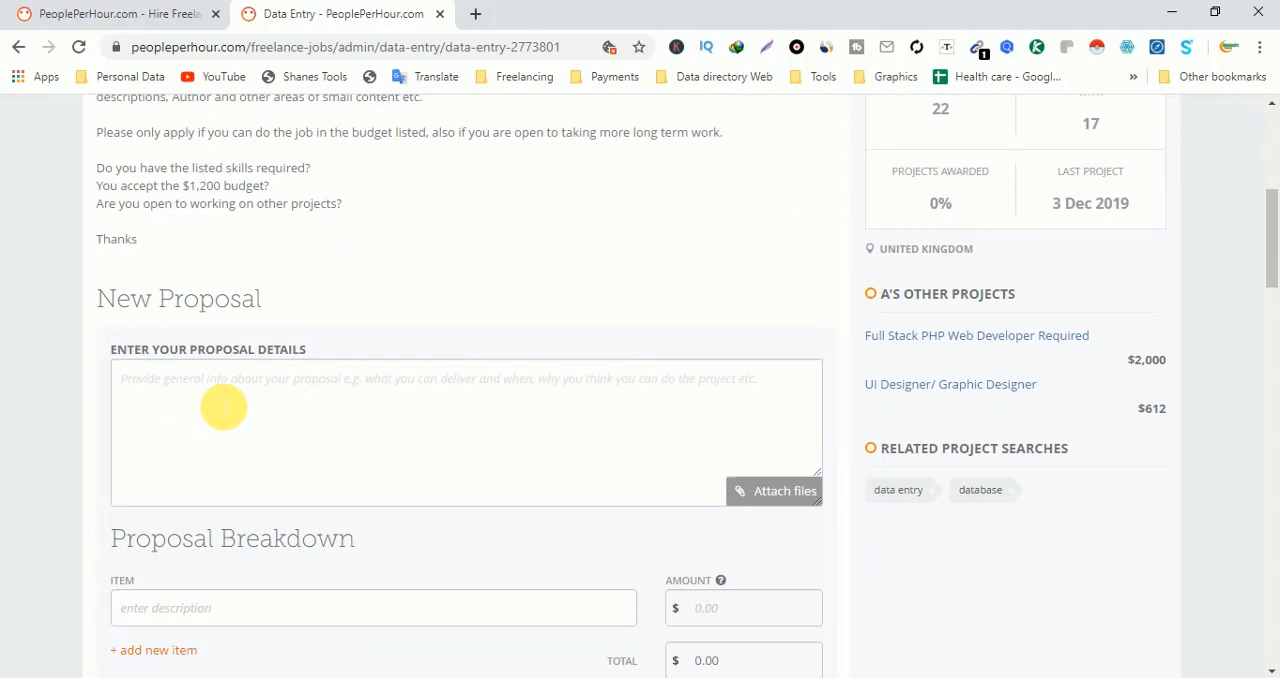 PeoplePerHour.com - Hire Freela
Data Entry - PeoplePerHour.com
peopleperhour.com/freelance-jobs/admin/data-entry/data-entry-2773801
Apps
Personal Data
YouTube
Shanes Tools
Translate
Freelancing
Payments
Data directory Web
Tools
Graphics
Health care - Googl...
»
Other bookmarks
descriptions, Author and other areas of small content etc.
Please only apply if you can do the job in the budget listed, also if you are open to taking more long term work.
Do you have the listed skills required?
You accept the $1,200 budget?
Are you open to working on other projects?
Thanks
New Proposal
ENTER YOUR PROPOSAL DETAILS
Provide general info about your proposal e.g. what you can deliver and when, why you think you can do the project etc.
Attach files
Proposal Breakdown
ITEM
AMOUNT ?
enter description
$ 0.00
+ add new item
TOTAL
$ 0.00
22
17
PROJECTS AWARDED
LAST PROJECT
0%
3 Dec 2019
UNITED KINGDOM
A'S OTHER PROJECTS
Full Stack PHP Web Developer Required
$2,000
UI Designer/ Graphic Designer
$612
RELATED PROJECT SEARCHES
data entry
database